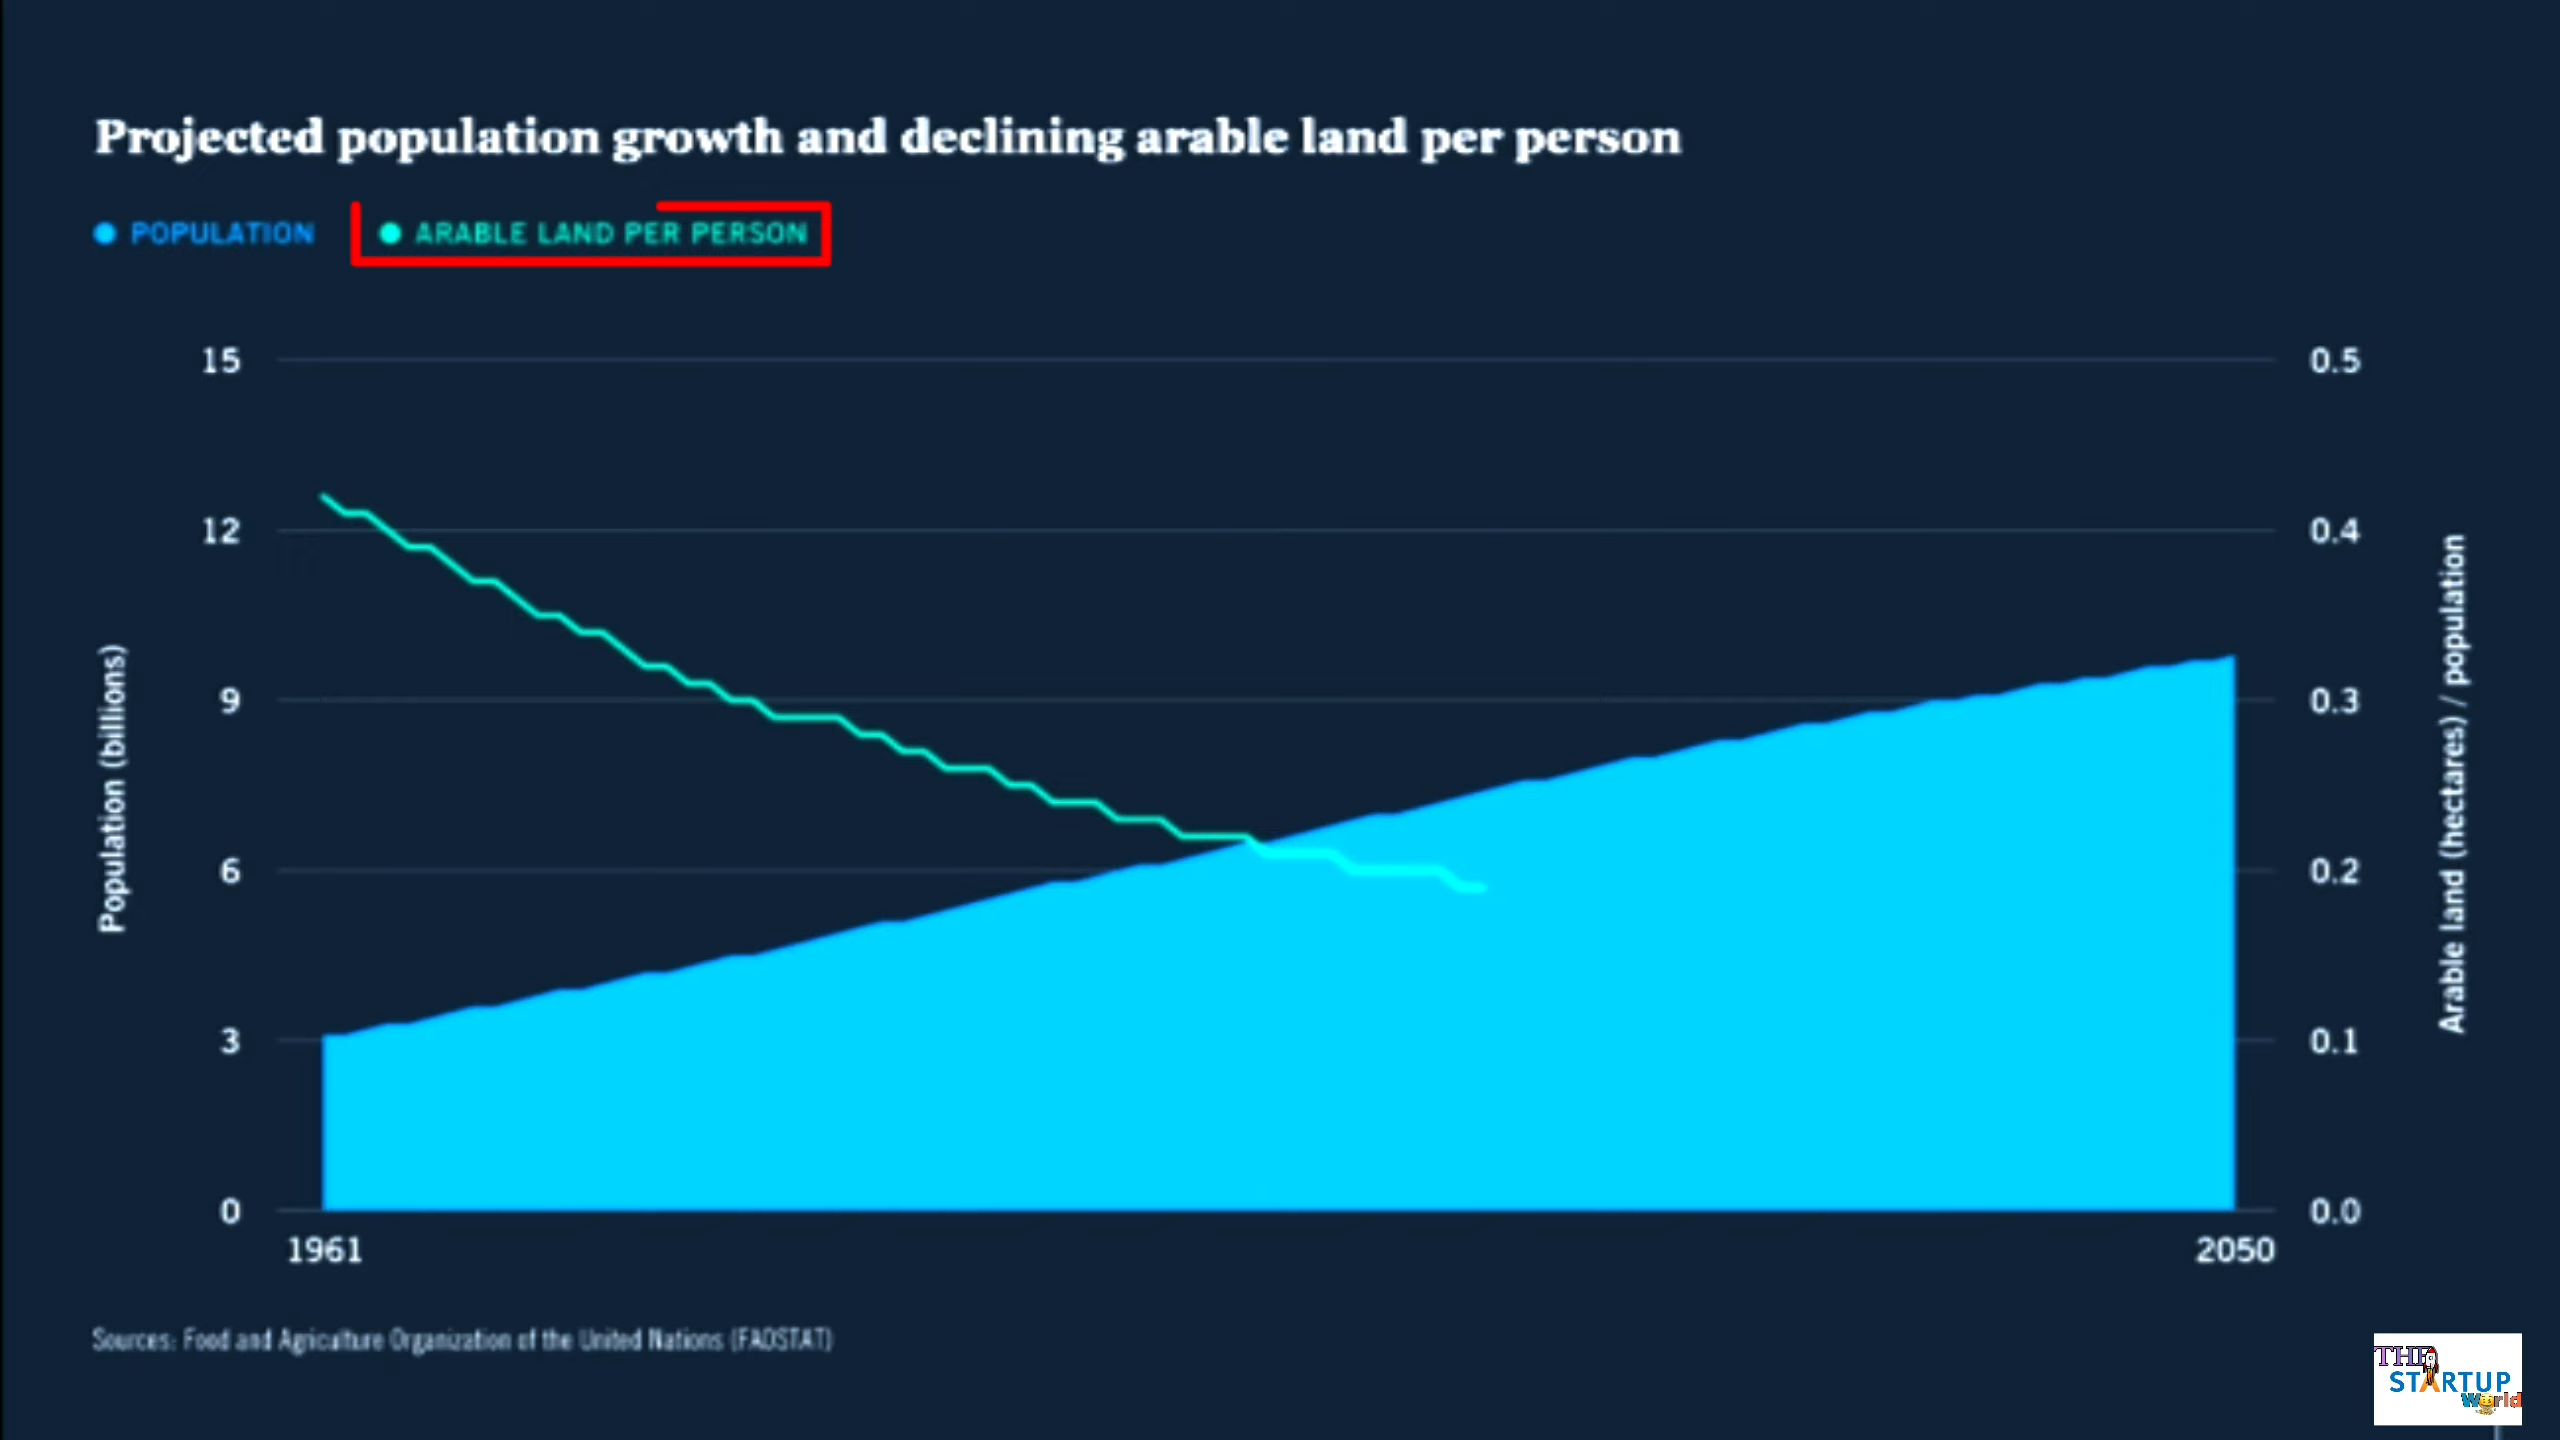 Projected population growth and declining arable land per person
POPULATION
ARABLE LAND PER PERSON
15
12
9
6
3
0
Population (billions)
0.5
0.4
0.3
0.2
0.1
0.0
Arable land (hectares) / population
1961
2050
Sources: Food and Agriculture Organization of the United Nations (FAOSTAT)
THE
STARTUP
World